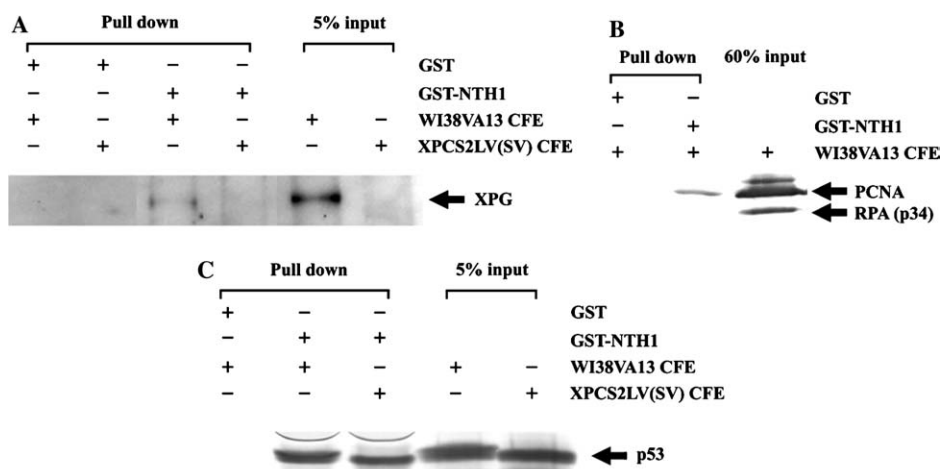 A
Pull down 5% input
+ + – – GST
– – + + GST-NTH1
+ – + – + – WI38VA13 CFE
– + – + – + XPCS2LV(SV) CFE
XPG
B
Pull down 60% input
+ – GST
– + GST-NTH1
+ + + WI38VA13 CFE
PCNA
RPA (p34)
C
Pull down 5% input
+ – – GST
– + + GST-NTH1
+ + – + – WI38VA13 CFE
– – + – + XPCS2LV(SV) CFE
p53